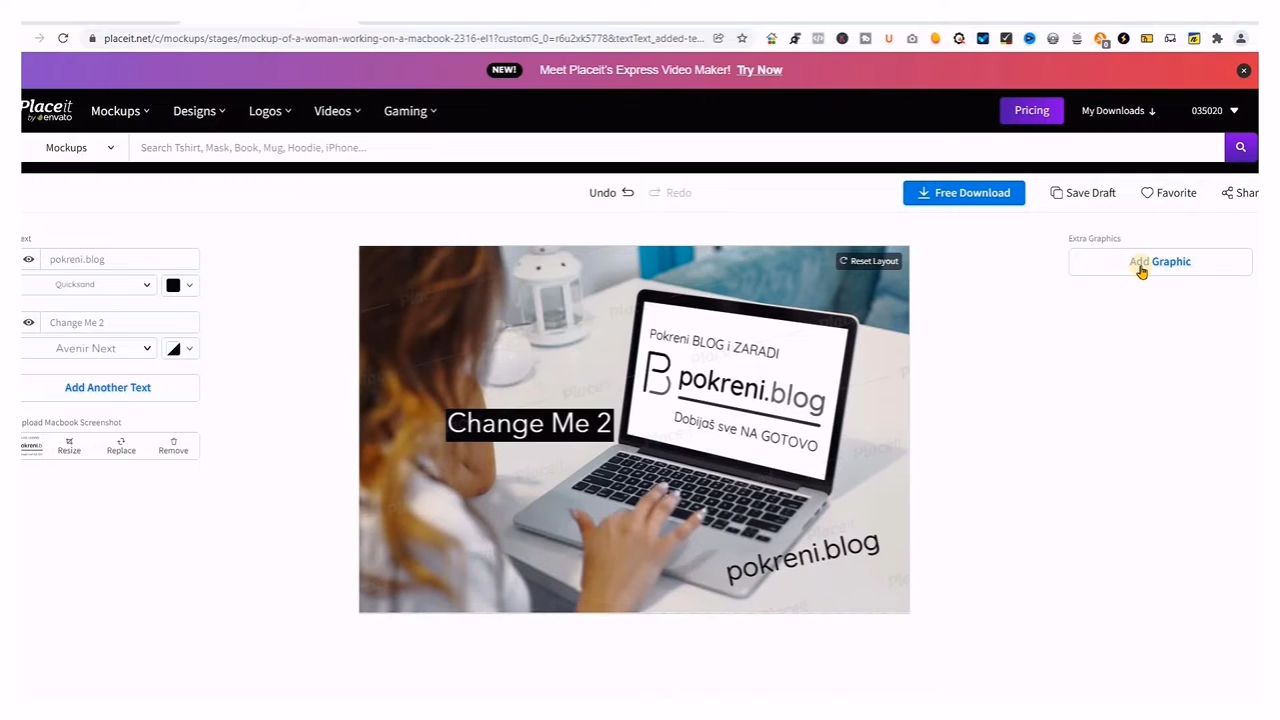 placeit.net/c/mockups/stages/mockup-of-a-woman-working-on-a-macbook-2316-el1?customG_0=r6u2xk5778&textText_added-te...
NEW! Meet Placeit's Express Video Maker! Try Now
Placeit by envato Mockups Designs Logos Videos Gaming Pricing My Downloads 035020
Mockups Search Tshirt, Mask, Book, Mug, Hoodie, iPhone...
Undo Redo Free Download Save Draft Favorite Shar
ext
pokreni.blog
Quicksand
Change Me 2
Avenir Next
Add Another Text
pload Macbook Screenshot
Resize Replace Remove
Reset Layout
Pokreni BLOG i ZARADI
B pokreni.blog
Dobijaš sve NA GOTOVO
Change Me 2
pokreni.blog
Extra Graphics
Add Graphic